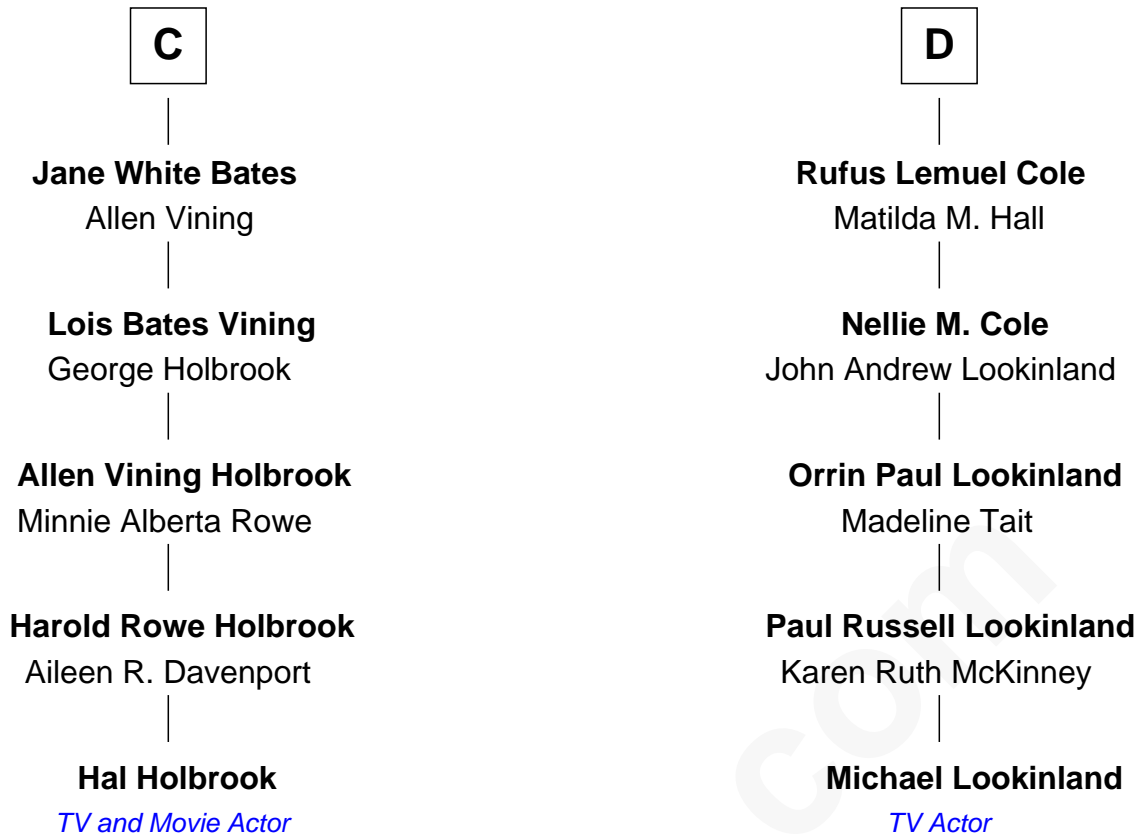 C
Jane White Bates
Allen Vining
Lois Bates Vining
George Holbrook
Allen Vining Holbrook
Minnie Alberta Rowe
Harold Rowe Holbrook
Aileen R. Davenport
Hal Holbrook
TV and Movie Actor
D
Rufus Lemuel Cole
Matilda M. Hall
Nellie M. Cole
John Andrew Lookinland
Orrin Paul Lookinland
Madeline Tait
Paul Russell Lookinland
Karen Ruth McKinney
Michael Lookinland
TV Actor
com